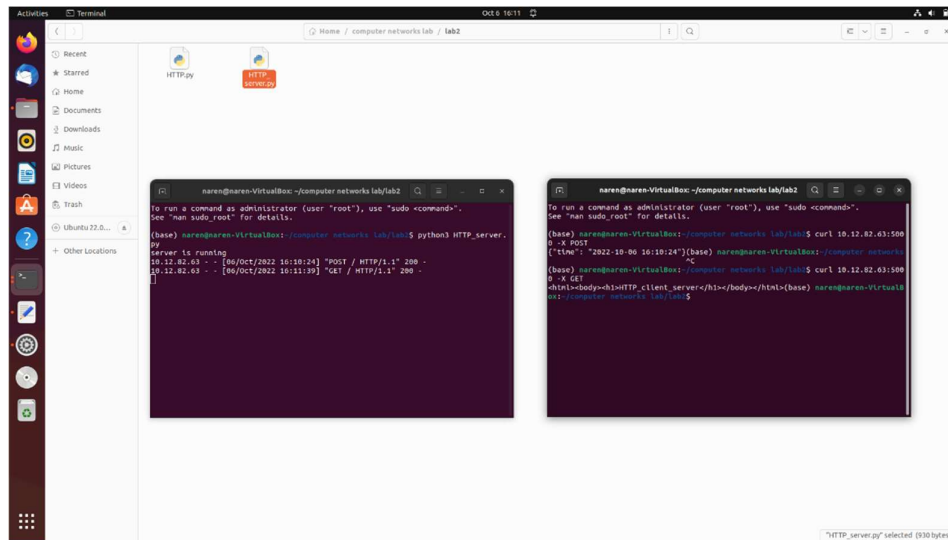 Activities Terminal Oct 6 16:11
Home / computer networks lab / lab2
Recent
Starred
Home
Documents
Downloads
Music
Pictures
Videos
Trash
Ubuntu 22.0...
+ Other Locations
HTTP.py
HTTP_
server.py
naren@naren-VirtualBox: ~/computer networks lab/lab2
To run a command as administrator (user "root"), use "sudo <command>".
See "man sudo_root" for details.
(base) naren@naren-VirtualBox:~/computer networks lab/lab2$ python3 HTTP_server.
py
server is running
10.12.82.63 - - [06/Oct/2022 16:10:24] "POST / HTTP/1.1" 200 -
10.12.82.63 - - [06/Oct/2022 16:11:39] "GET / HTTP/1.1" 200 -
naren@naren-VirtualBox: ~/computer networks lab/lab2
To run a command as administrator (user "root"), use "sudo <command>".
See "man sudo_root" for details.
(base) naren@naren-VirtualBox:~/computer networks lab/lab2$ curl 10.12.82.63:500
0 -X POST
{"time": "2022-10-06 16:10:24"}(base) naren@naren-VirtualBox:~/computer networks
^C
(base) naren@naren-VirtualBox:~/computer networks lab/lab2$ curl 10.12.82.63:500
0 -X GET
<html><body><h1>HTTP_client_server</h1></body></html>(base) naren@naren-VirtualB
ox:~/computer networks lab/lab2$
"HTTP_server.py" selected (930 bytes